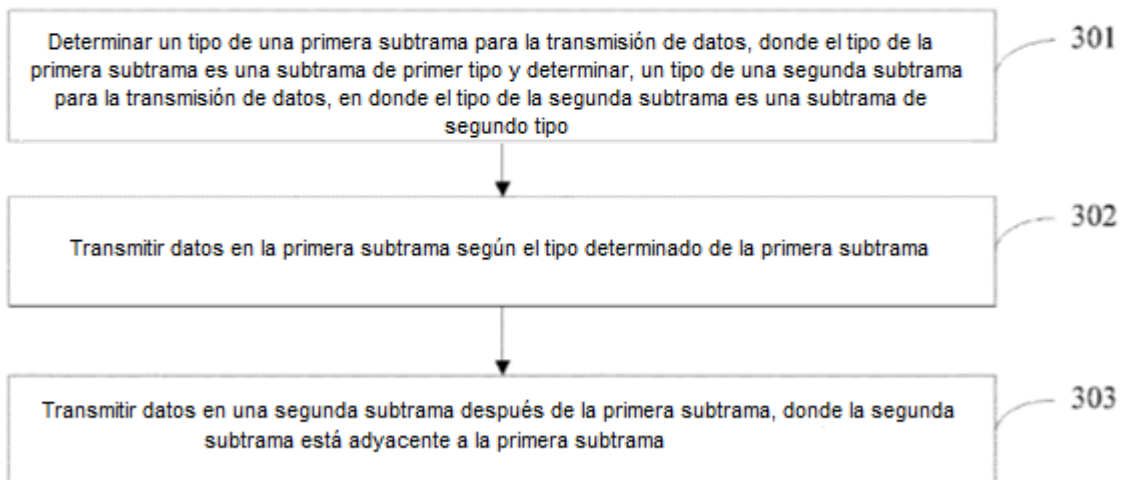 Determinar un tipo de una primera subtrama para la transmisión de datos, donde el tipo de la
primera subtrama es una subtrama de primer tipo y determinar, un tipo de una segunda subtrama
para la transmisión de datos, en donde el tipo de la segunda subtrama es una subtrama de
segundo tipo
301
Transmitir datos en la primera subtrama según el tipo determinado de la primera subtrama
302
Transmitir datos en una segunda subtrama después de la primera subtrama, donde la segunda
subtrama está adyacente a la primera subtrama
303